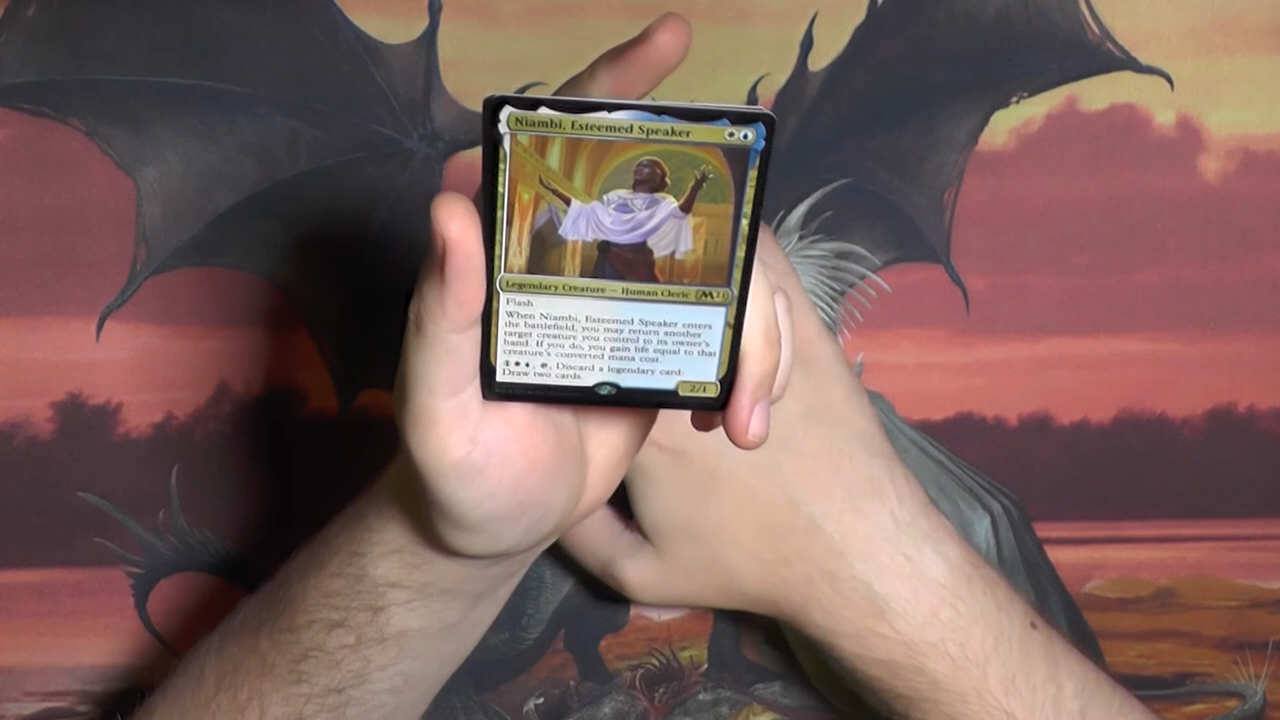 Niambi, Esteemed Speaker
Legendary Creature — Human Cleric M21
Flash
When Niambi, Esteemed Speaker enters
the battlefield, you may return another
target creature you control to its owner's
hand. If you do, you gain life equal to that
creature's converted mana cost.
1, Discard a legendary card:
Draw two cards.
2/1